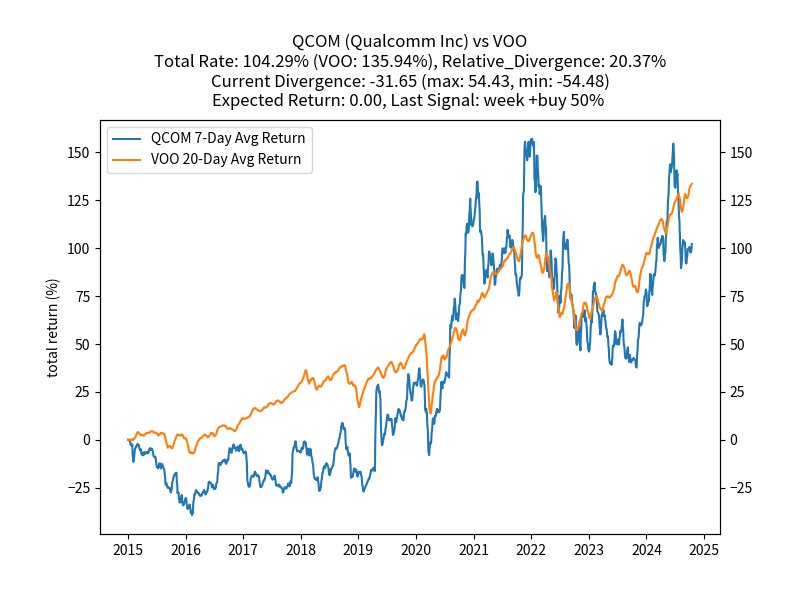 QCOM (Qualcomm Inc) vs VOO
Total Rate: 104.29% (VOO: 135.94%), Relative_Divergence: 20.37%
Current Divergence: -31.65 (max: 54.43, min: -54.48)
Expected Return: 0.00, Last Signal: week +buy 50%
QCOM 7-Day Avg Return
VOO 20-Day Avg Return
total return (%)
150
125
100
75
50
25
0
−25
150
125
100
75
50
25
0
−25
2015 2016 2017 2018 2019 2020 2021 2022 2023 2024 2025